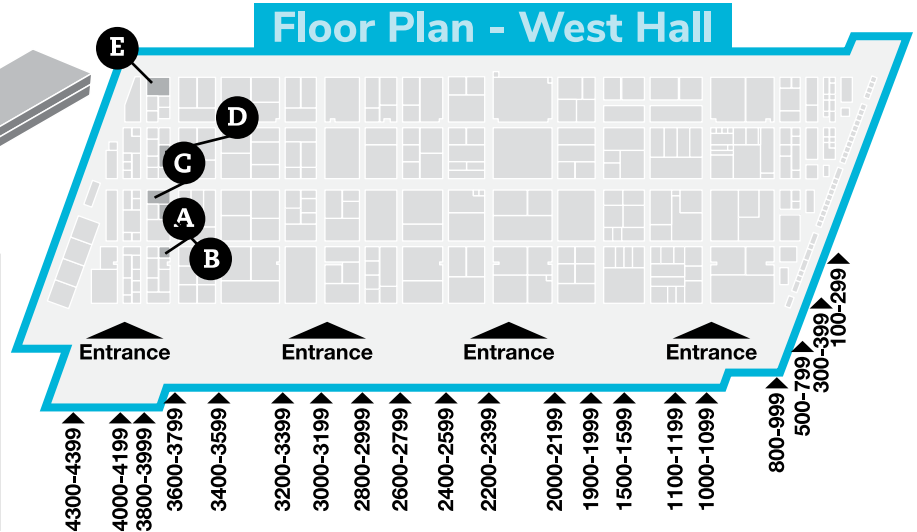 Floor Plan - West Hall
E
D
C
A
B
Entrance
Entrance
Entrance
Entrance
4300-4399
4000-4199
3800-3999
3600-3799
3400-3599
3200-3399
3000-3199
2800-2999
2600-2799
2400-2599
2200-2399
2000-2199
1900-1999
1500-1599
1100-1199
1000-1099
800-999
500-799
300-399
100-299